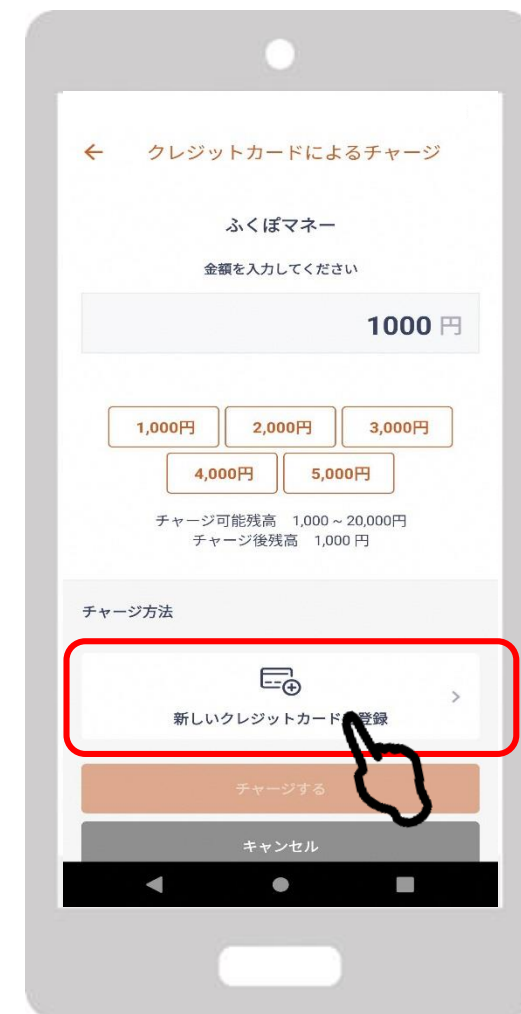 ← クレジットカードによるチャージ
ふくぽマネー
金額を入力してください
1000 円
1,000円 2,000円 3,000円
4,000円 5,000円
チャージ可能残高 1,000～20,000円
チャージ後残高 1,000 円
チャージ方法
新しいクレジットカード 登録 >
チャージする
キャンセル